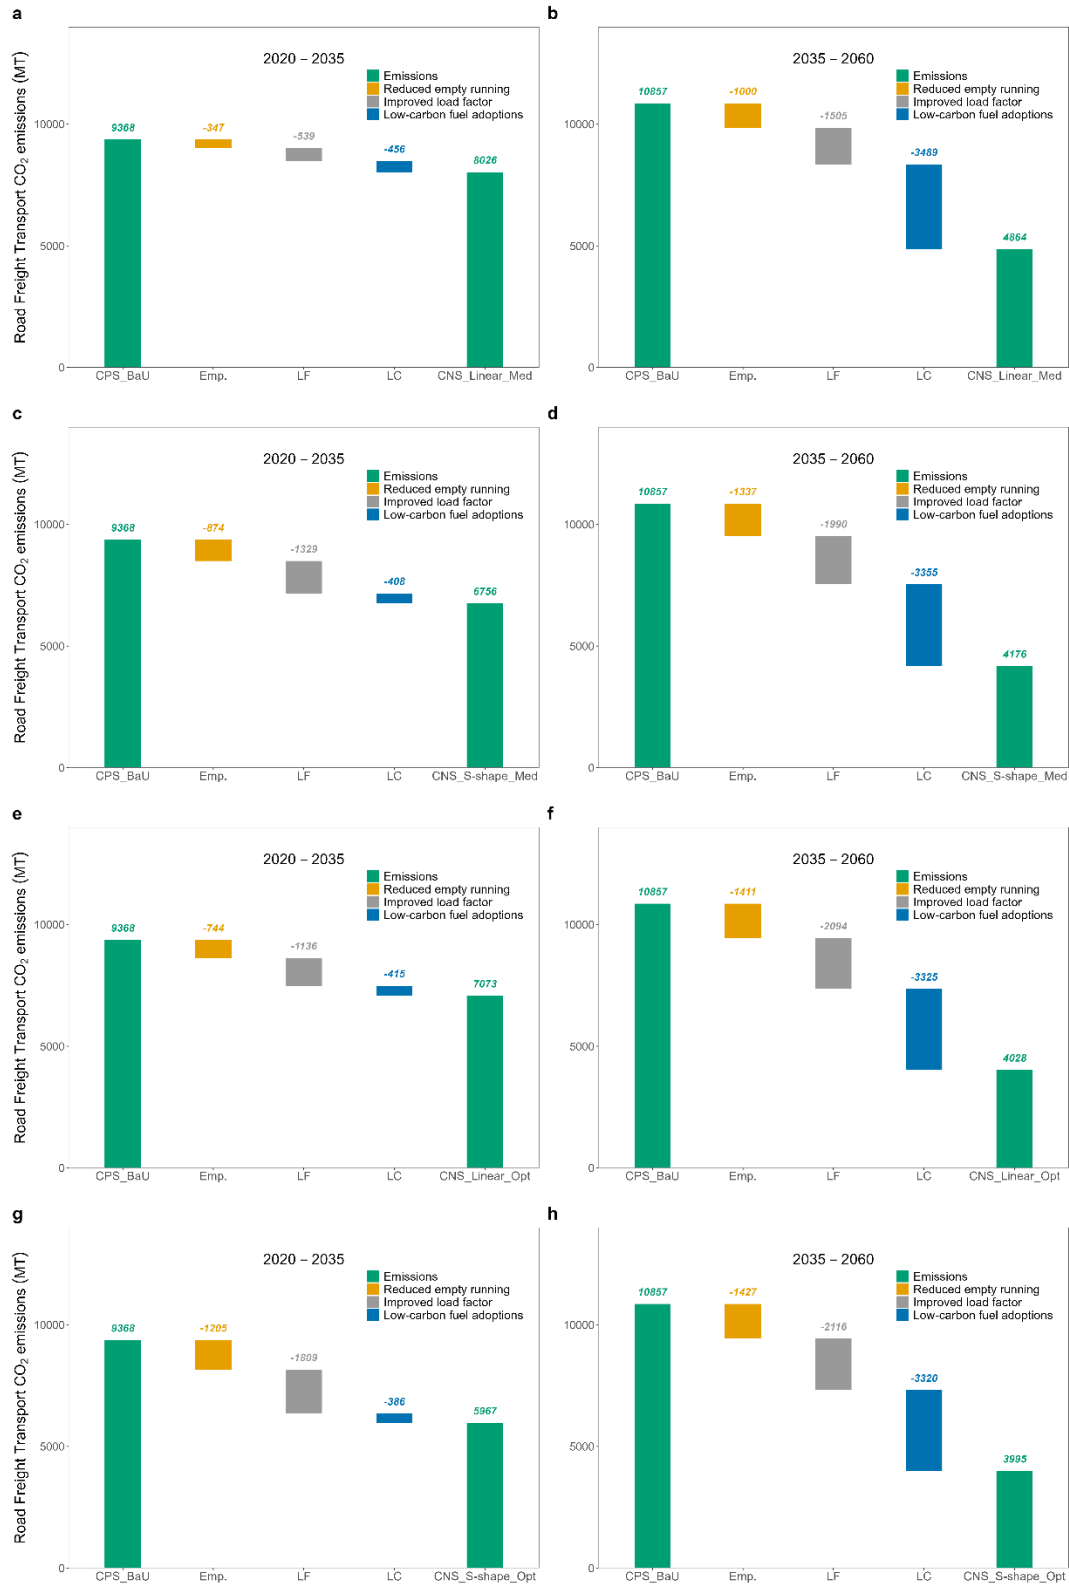 a
2020 – 2035
Emissions
Reduced empty running
Improved load factor
Low-carbon fuel adoptions
Road Freight Transport CO₂ emissions (MT)
10000
5000
0
9368
-347
-539
-456
8026
CPS_BaU
Emp.
LF
LC
CNS_Linear_Med
b
2035 – 2060
Emissions
Reduced empty running
Improved load factor
Low-carbon fuel adoptions
10000
5000
0
10857
-1000
-1505
-3489
4864
CPS_BaU
Emp.
LF
LC
CNS_Linear_Med
c
2020 – 2035
Emissions
Reduced empty running
Improved load factor
Low-carbon fuel adoptions
Road Freight Transport CO₂ emissions (MT)
10000
5000
0
9368
-874
-1329
-408
6756
CPS_BaU
Emp.
LF
LC
CNS_S-shape_Med
d
2035 – 2060
Emissions
Reduced empty running
Improved load factor
Low-carbon fuel adoptions
10000
5000
0
10857
-1337
-1990
-3355
4176
CPS_BaU
Emp.
LF
LC
CNS_S-shape_Med
e
2020 – 2035
Emissions
Reduced empty running
Improved load factor
Low-carbon fuel adoptions
Road Freight Transport CO₂ emissions (MT)
10000
5000
0
9368
-744
-1136
-415
7073
CPS_BaU
Emp.
LF
LC
CNS_Linear_Opt
f
2035 – 2060
Emissions
Reduced empty running
Improved load factor
Low-carbon fuel adoptions
10000
5000
0
10857
-1411
-2094
-3325
4028
CPS_BaU
Emp.
LF
LC
CNS_Linear_Opt
g
2020 – 2035
Emissions
Reduced empty running
Improved load factor
Low-carbon fuel adoptions
Road Freight Transport CO₂ emissions (MT)
10000
5000
0
9368
-1205
-1809
-386
5967
CPS_BaU
Emp.
LF
LC
CNS_S-shape_Opt
h
2035 – 2060
Emissions
Reduced empty running
Improved load factor
Low-carbon fuel adoptions
10000
5000
0
10857
-1427
-2116
-3320
3995
CPS_BaU
Emp.
LF
LC
CNS_S-shape_Opt